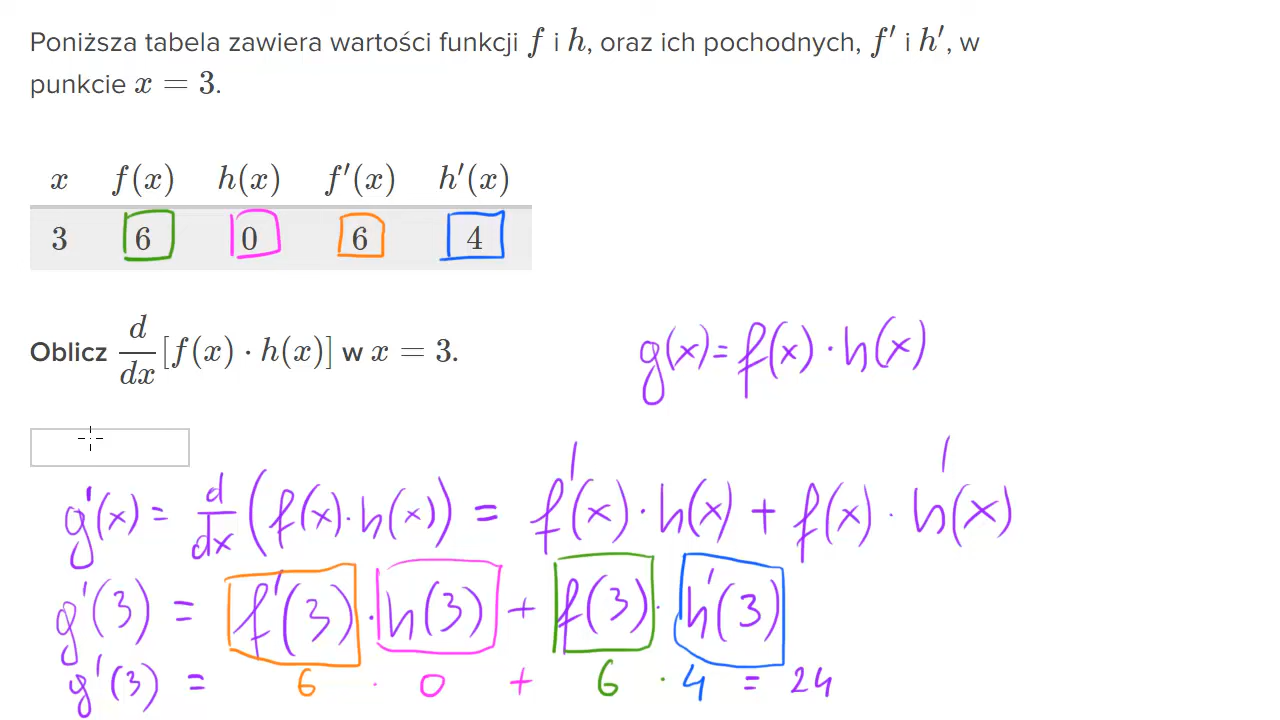 Poniższa tabela zawiera wartości funkcji f i h, oraz ich pochodnych, f′ i h′, w
punkcie x = 3.
x f(x) h(x) f′(x) h′(x)
3 6 0 6 4
Oblicz d/dx [f(x) · h(x)] w x = 3.
g(x) = f(x) · h(x)
g'(x) = d/dx (f(x) · h(x)) = f'(x) · h(x) + f(x) · h'(x)
g'(3) = f'(3) · h(3) + f(3) · h'(3)
g'(3) = 6 · 0 + 6 · 4 = 24